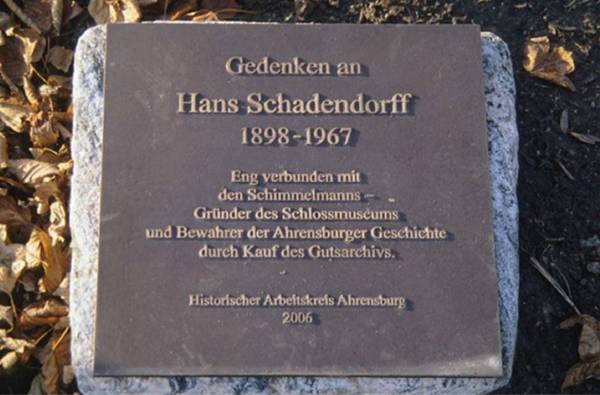 Gedenken an
Hans Schadendorff
1898-1967
Eng verbunden mit
den Schimmelmanns –
Gründer des Schlossmuseums
und Bewahrer der Ahrensburger Geschichte
durch Kauf des Gutsarchivs.
Historischer Arbeitskreis Ahrensburg
2006